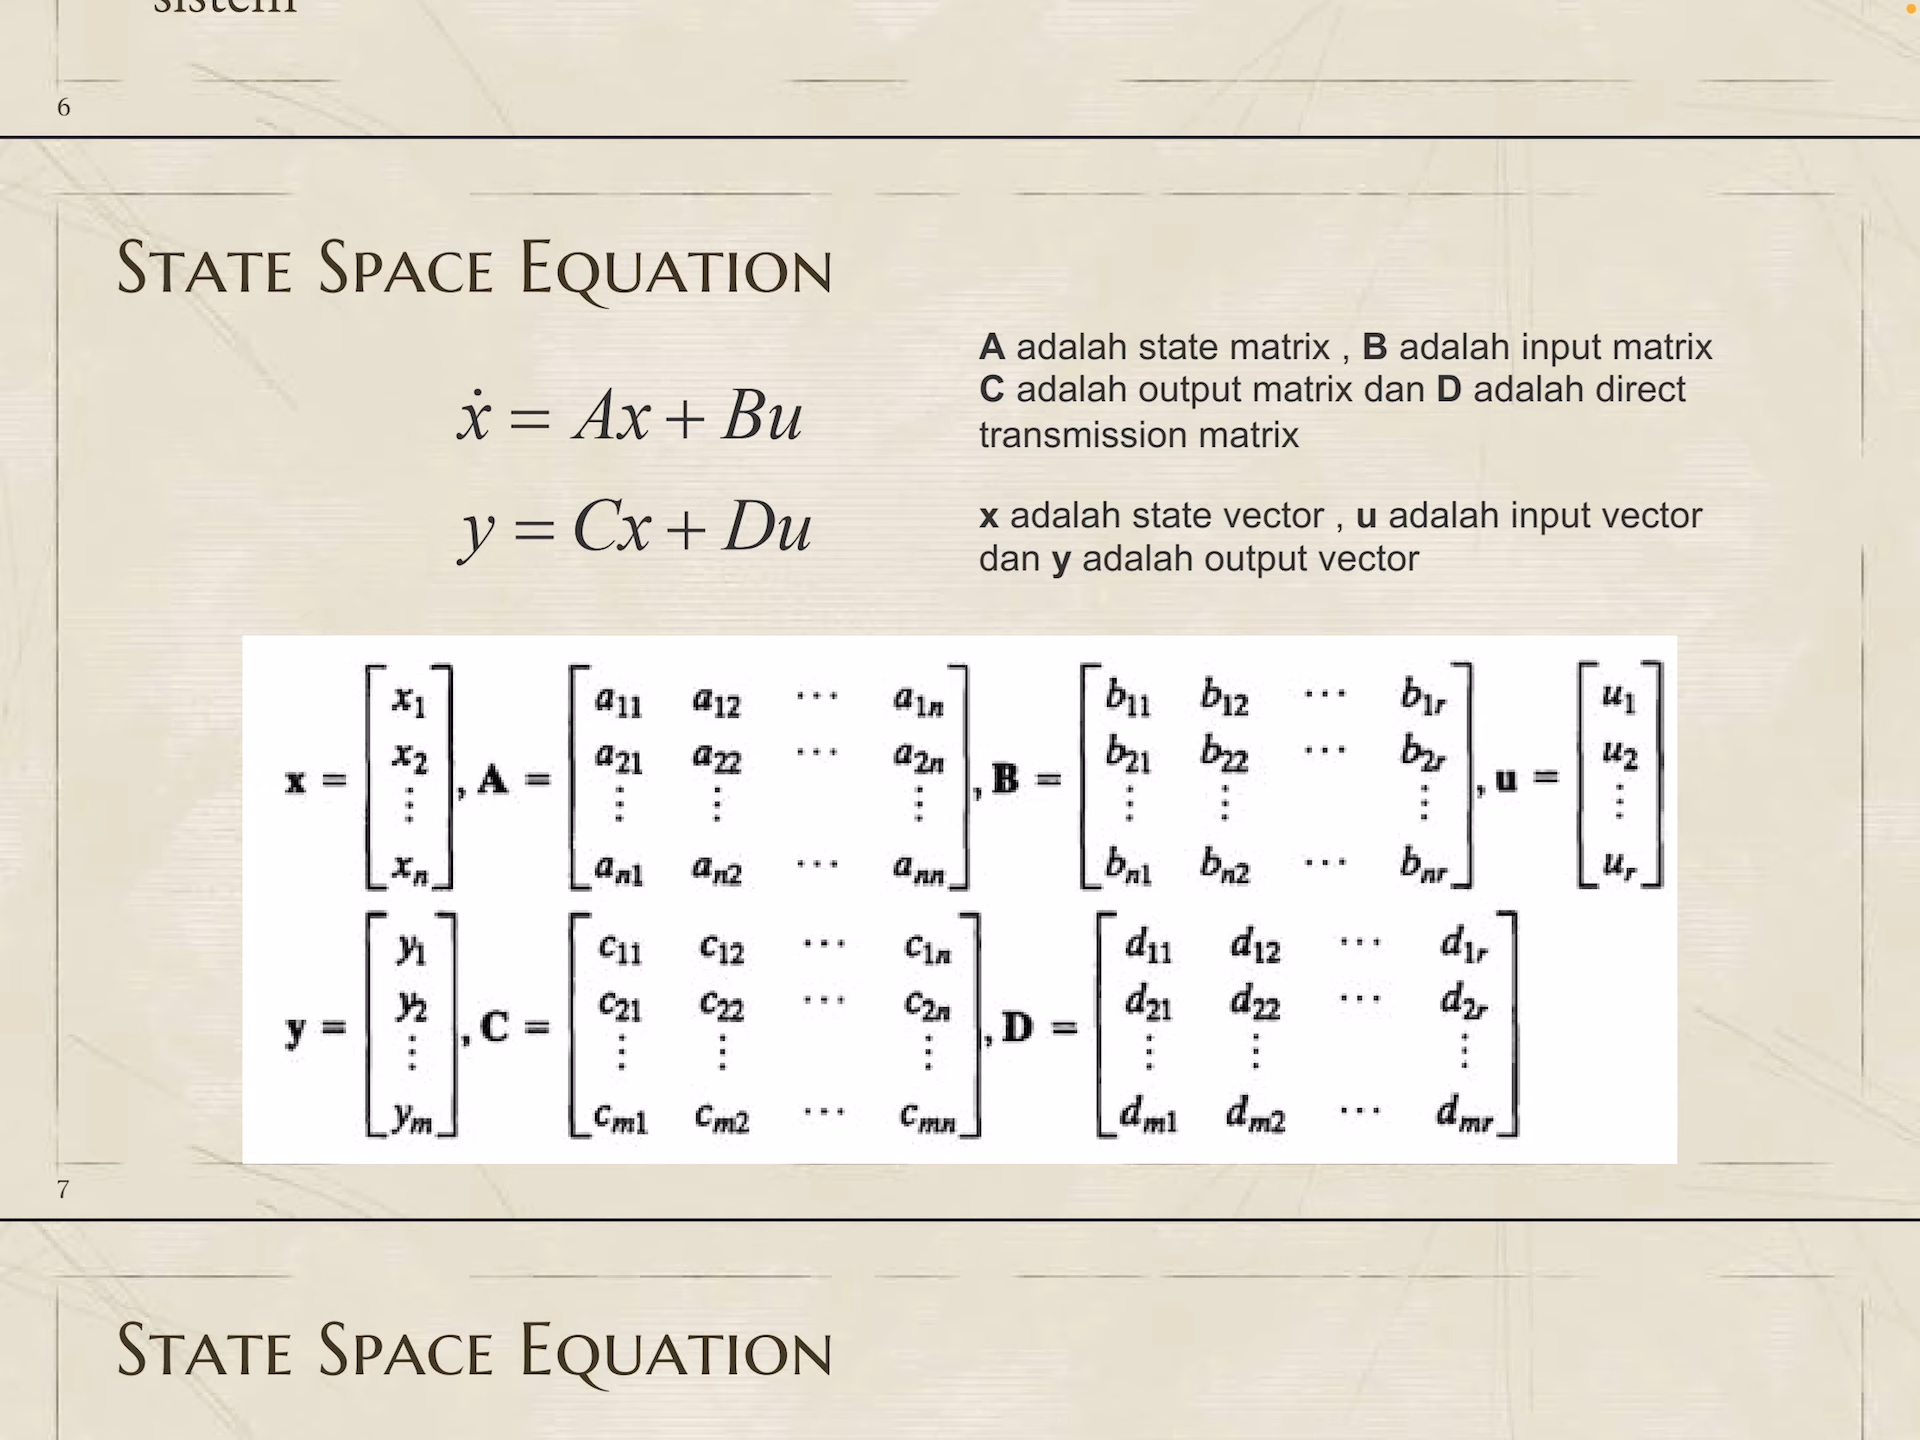 sistem
6
State Space Equation
ẋ = Ax + Bu
y = Cx + Du
A adalah state matrix , B adalah input matrix
C adalah output matrix dan D adalah direct
transmission matrix
x adalah state vector , u adalah input vector
dan y adalah output vector
x = [x1 x2 ⋮ xn], A = [a11 a12 ⋯ a1n a21 a22 ⋯ a2n ⋮ ⋮ ⋮ an1 an2 ⋯ ann], B = [b11 b12 ⋯ b1r b21 b22 ⋯ b2r ⋮ ⋮ ⋮ bn1 bn2 ⋯ bnr], u = [u1 u2 ⋮ ur]
y = [y1 y2 ⋮ ym], C = [c11 c12 ⋯ c1n c21 c22 ⋯ c2n ⋮ ⋮ ⋮ cm1 cm2 ⋯ cmn], D = [d11 d12 ⋯ d1r d21 d22 ⋯ d2r ⋮ ⋮ ⋮ dm1 dm2 ⋯ dmr]
7
State Space Equation